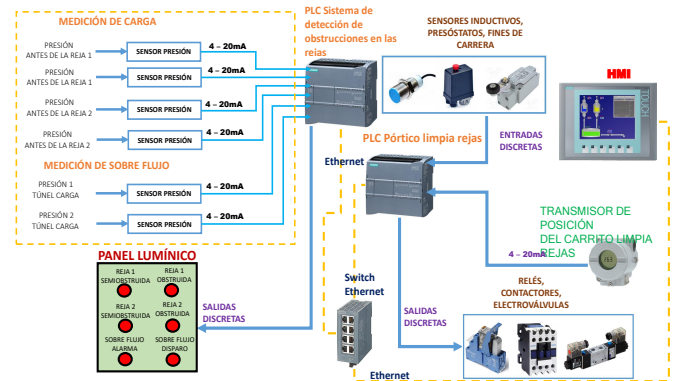 MEDICIÓN DE CARGA
PRESIÓN
ANTES DE LA REJA 1
SENSOR PRESIÓN
4 – 20mA
PRESIÓN
ANTES DE LA REJA 1
SENSOR PRESIÓN
4 – 20mA
PRESIÓN
ANTES DE LA REJA 2
SENSOR PRESIÓN
4 – 20mA
PRESIÓN
ANTES DE LA REJA 2
SENSOR PRESIÓN
4 – 20mA
MEDICIÓN DE SOBRE FLUJO
PRESIÓN 1
TÚNEL CARGA
SENSOR PRESIÓN
4 – 20mA
PRESIÓN 2
TÚNEL CARGA
SENSOR PRESIÓN
4 – 20mA
PLC Sistema de
detección de
obstrucciones en las
rejas
SENSORES INDUCTIVOS,
PRESÓSTATOS, FINES DE
CARRERA
HMI
TOUCH
ENTRADAS
DISCRETAS
PLC Pórtico limpia rejas
Ethernet
TRANSMISOR DE
POSICIÓN
DEL CARRITO LIMPIA
REJAS
4 – 20mA
PANEL LUMÍNICO
REJA 1
SEMIOBSTRUIDA
REJA 1
OBSTRUIDA
REJA 2
SEMIOBSTRUIDA
REJA 2
OBSTRUIDA
SOBRE FLUJO
ALARMA
SOBRE FLUJO
DISPARO
SALIDAS
DISCRETAS
Switch
Ethernet
SALIDAS
DISCRETAS
RELÉS,
CONTACTORES,
ELECTROVÁLVULAS
Ethernet